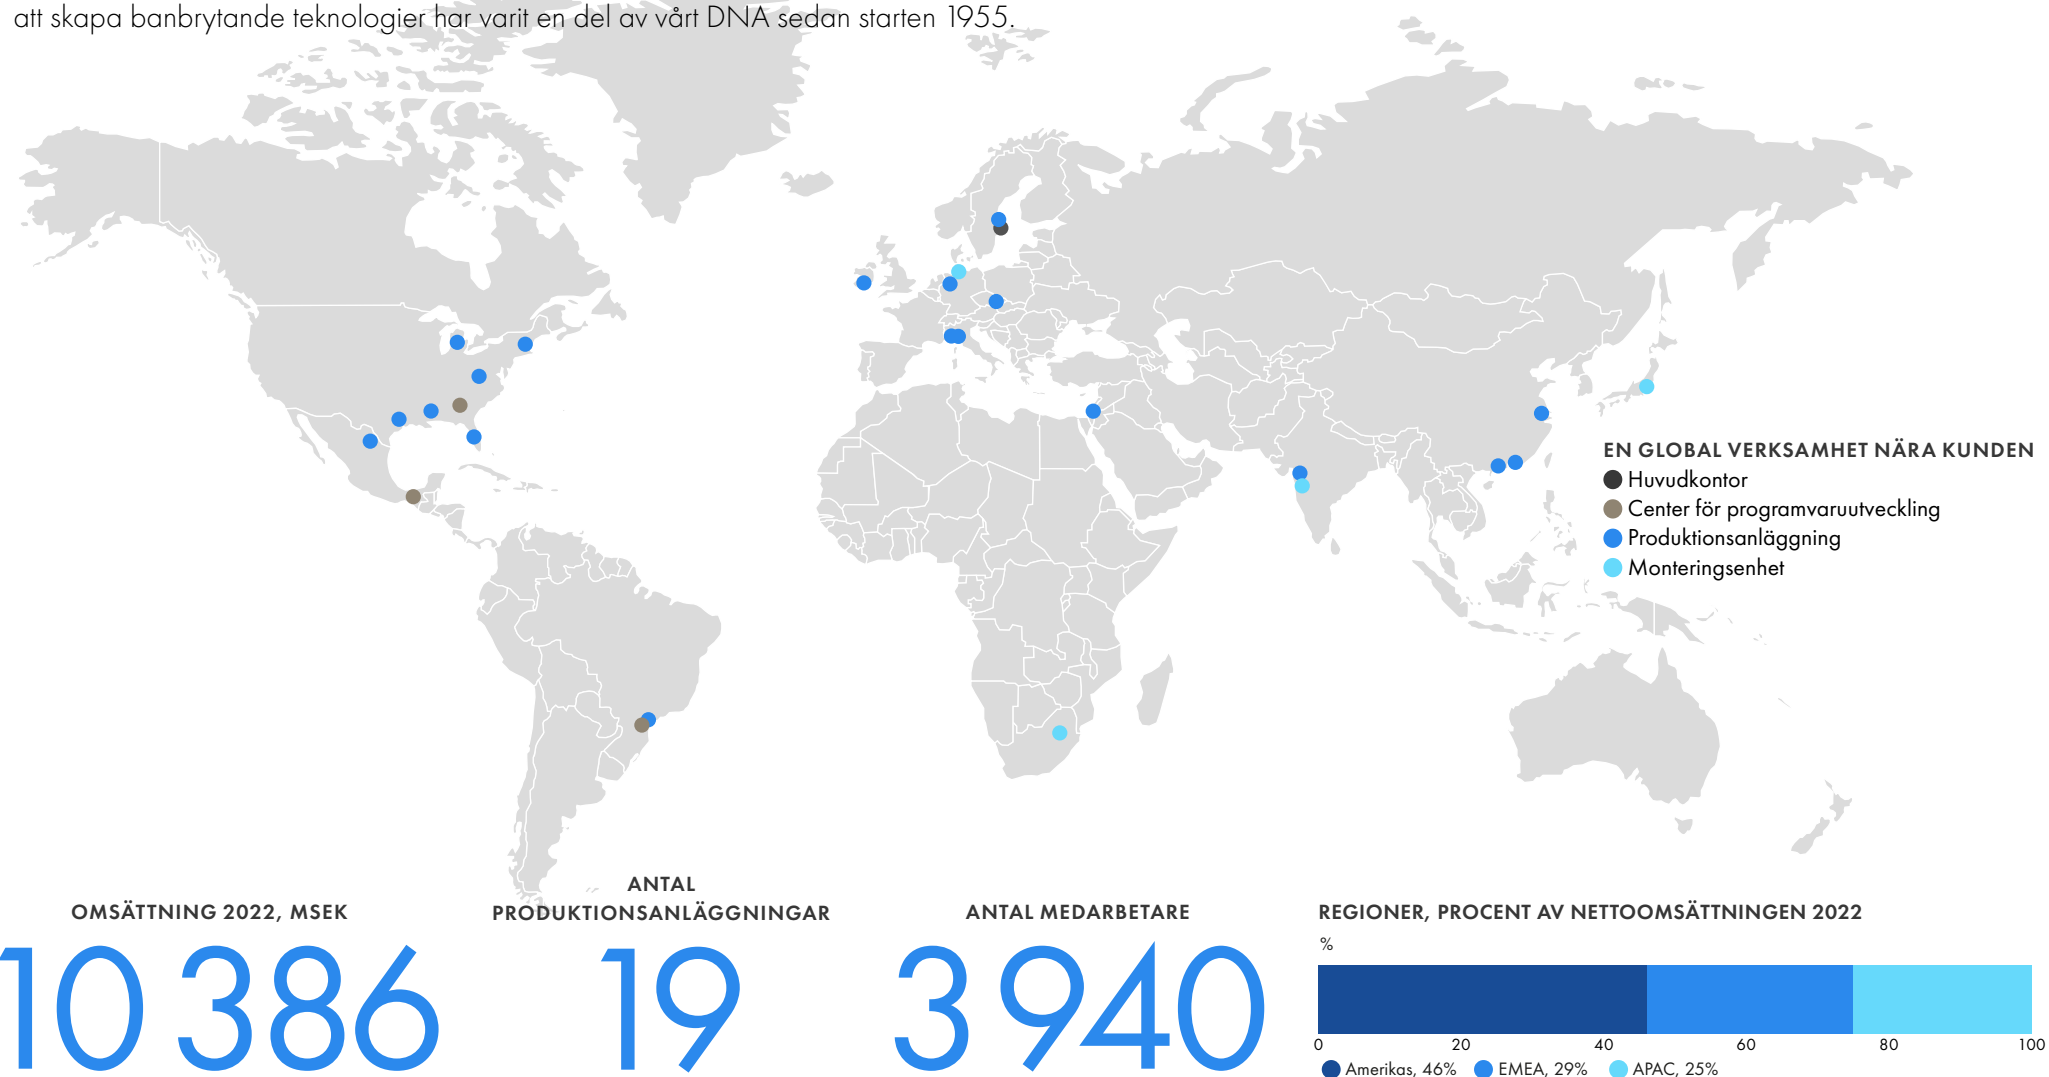 att skapa banbrytande teknologier har varit en del av vårt DNA sedan starten 1955.
EN GLOBAL VERKSAMHET NÄRA KUNDEN
Huvudkontor
Center för programvaruutveckling
Produktionsanläggning
Monteringsenhet
OMSÄTTNING 2022, MSEK
10 386
ANTAL
PRODUKTIONSANLÄGGNINGAR
19
ANTAL MEDARBETARE
3 940
REGIONER, PROCENT AV NETTOOMSÄTTNINGEN 2022
%
0 20 40 60 80 100
Amerikas, 46% EMEA, 29% APAC, 25%